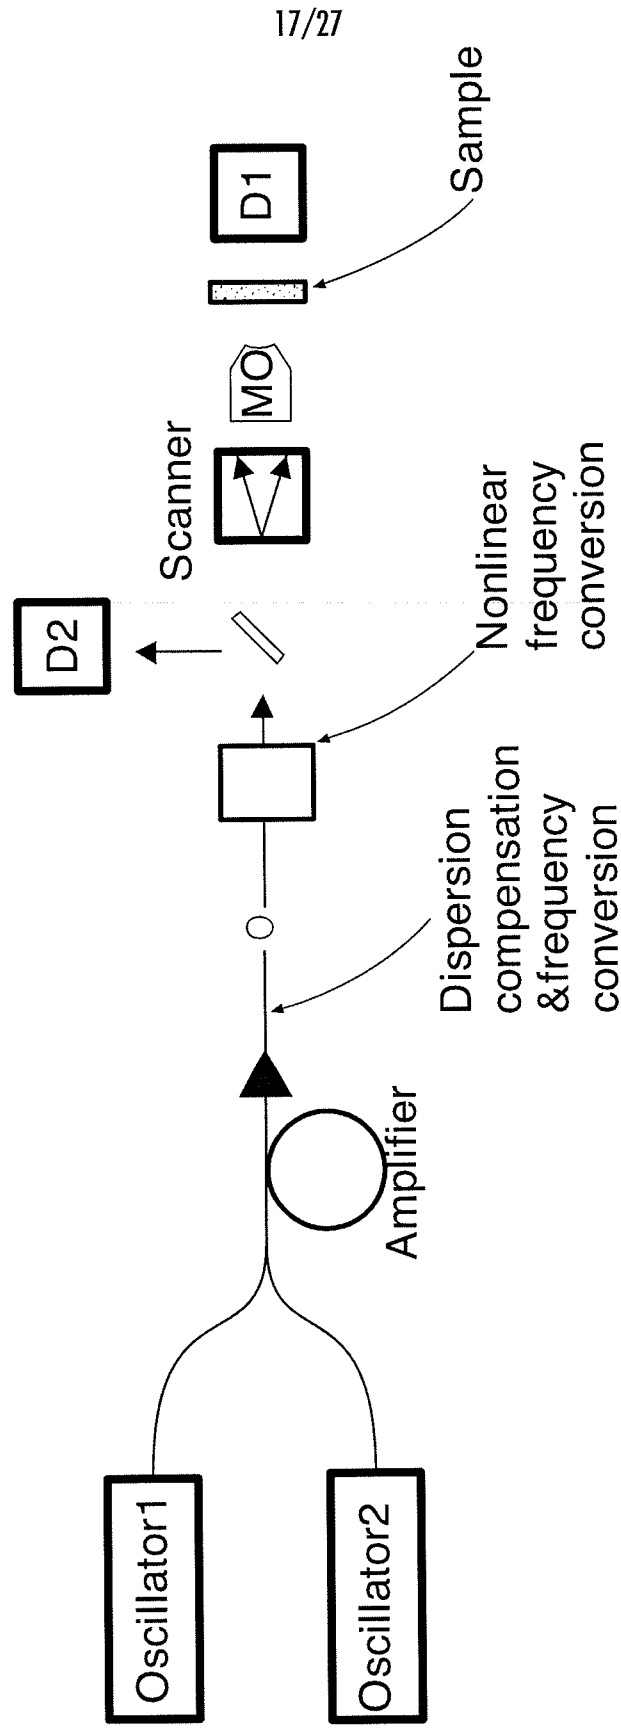 17/27
Oscillator1
Oscillator2
Amplifier
Dispersion
compensation
&frequency
conversion
Nonlinear
frequency
conversion
D2
Scanner
MO
Sample
D1